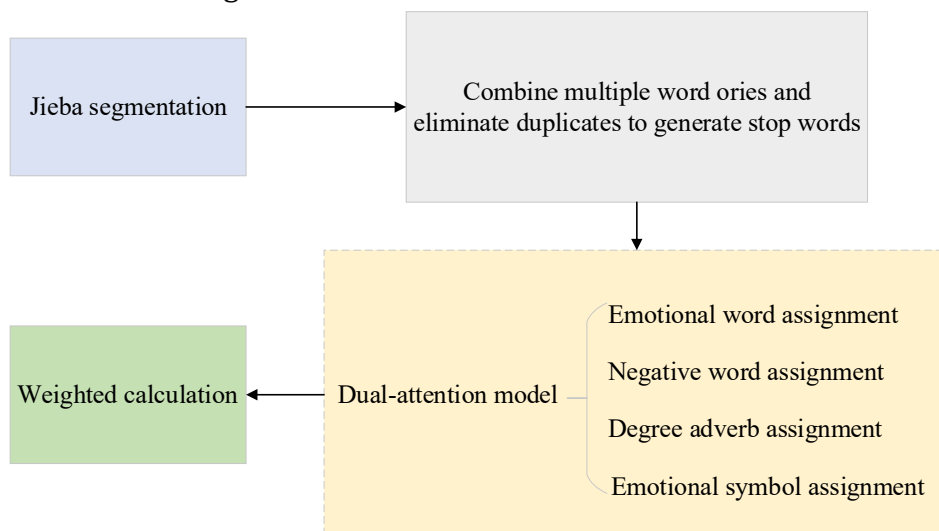 Jieba segmentation
Combine multiple word ories and
eliminate duplicates to generate stop words
Weighted calculation
Dual-attention model
Emotional word assignment
Negative word assignment
Degree adverb assignment
Emotional symbol assignment